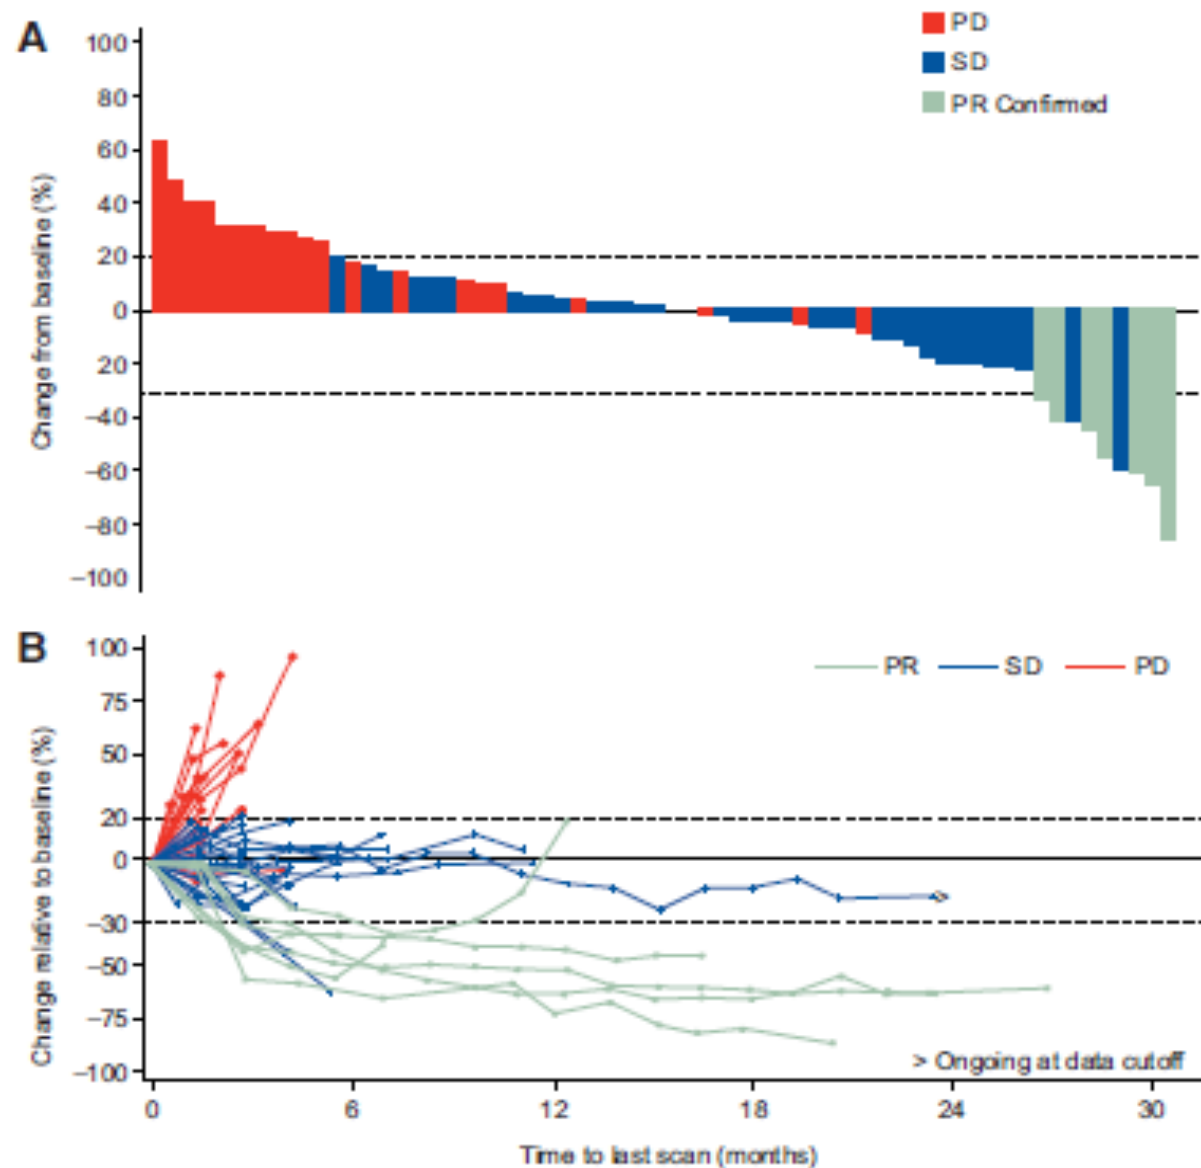 A
PD
SD
PR Confirmed
Change from baseline (%)
100
80
60
40
20
0
20
−40
−60
−80
−100
B
PR
SD
PD
Change relative to baseline (%)
100
75
50
20
0
−30
−50
−75
−100
> Ongoing at data cutoff
0
6
12
18
24
30
Time to last scan (months)